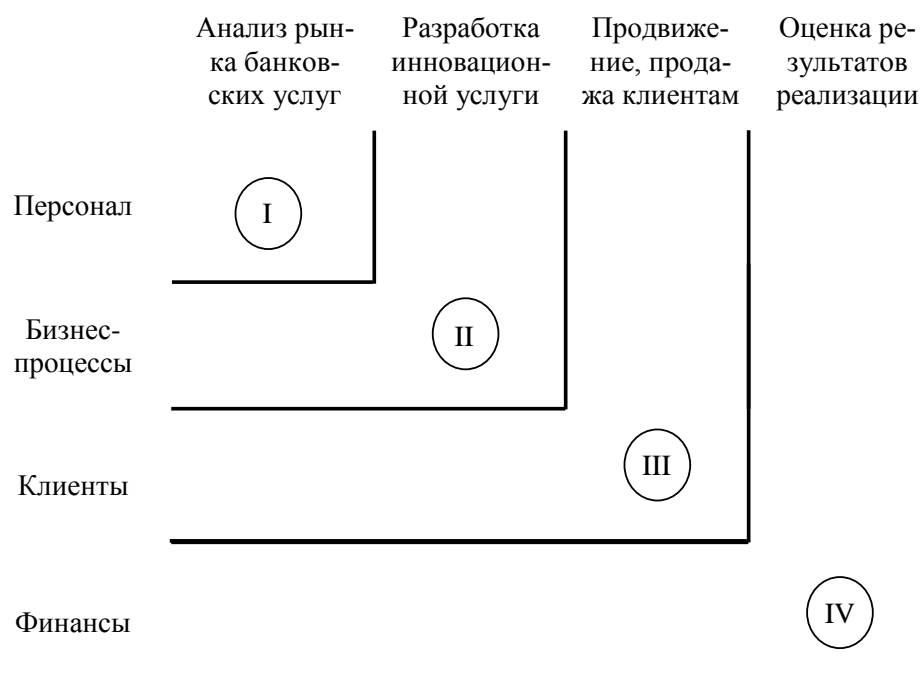 Анализ рын-
ка банков-
ских услуг
Разработка
инновацион-
ной услуги
Продвиже-
ние, прода-
жа клиентам
Оценка ре-
зультатов
реализации
Персонал
I
Бизнес-
процессы
II
Клиенты
III
Финансы
IV